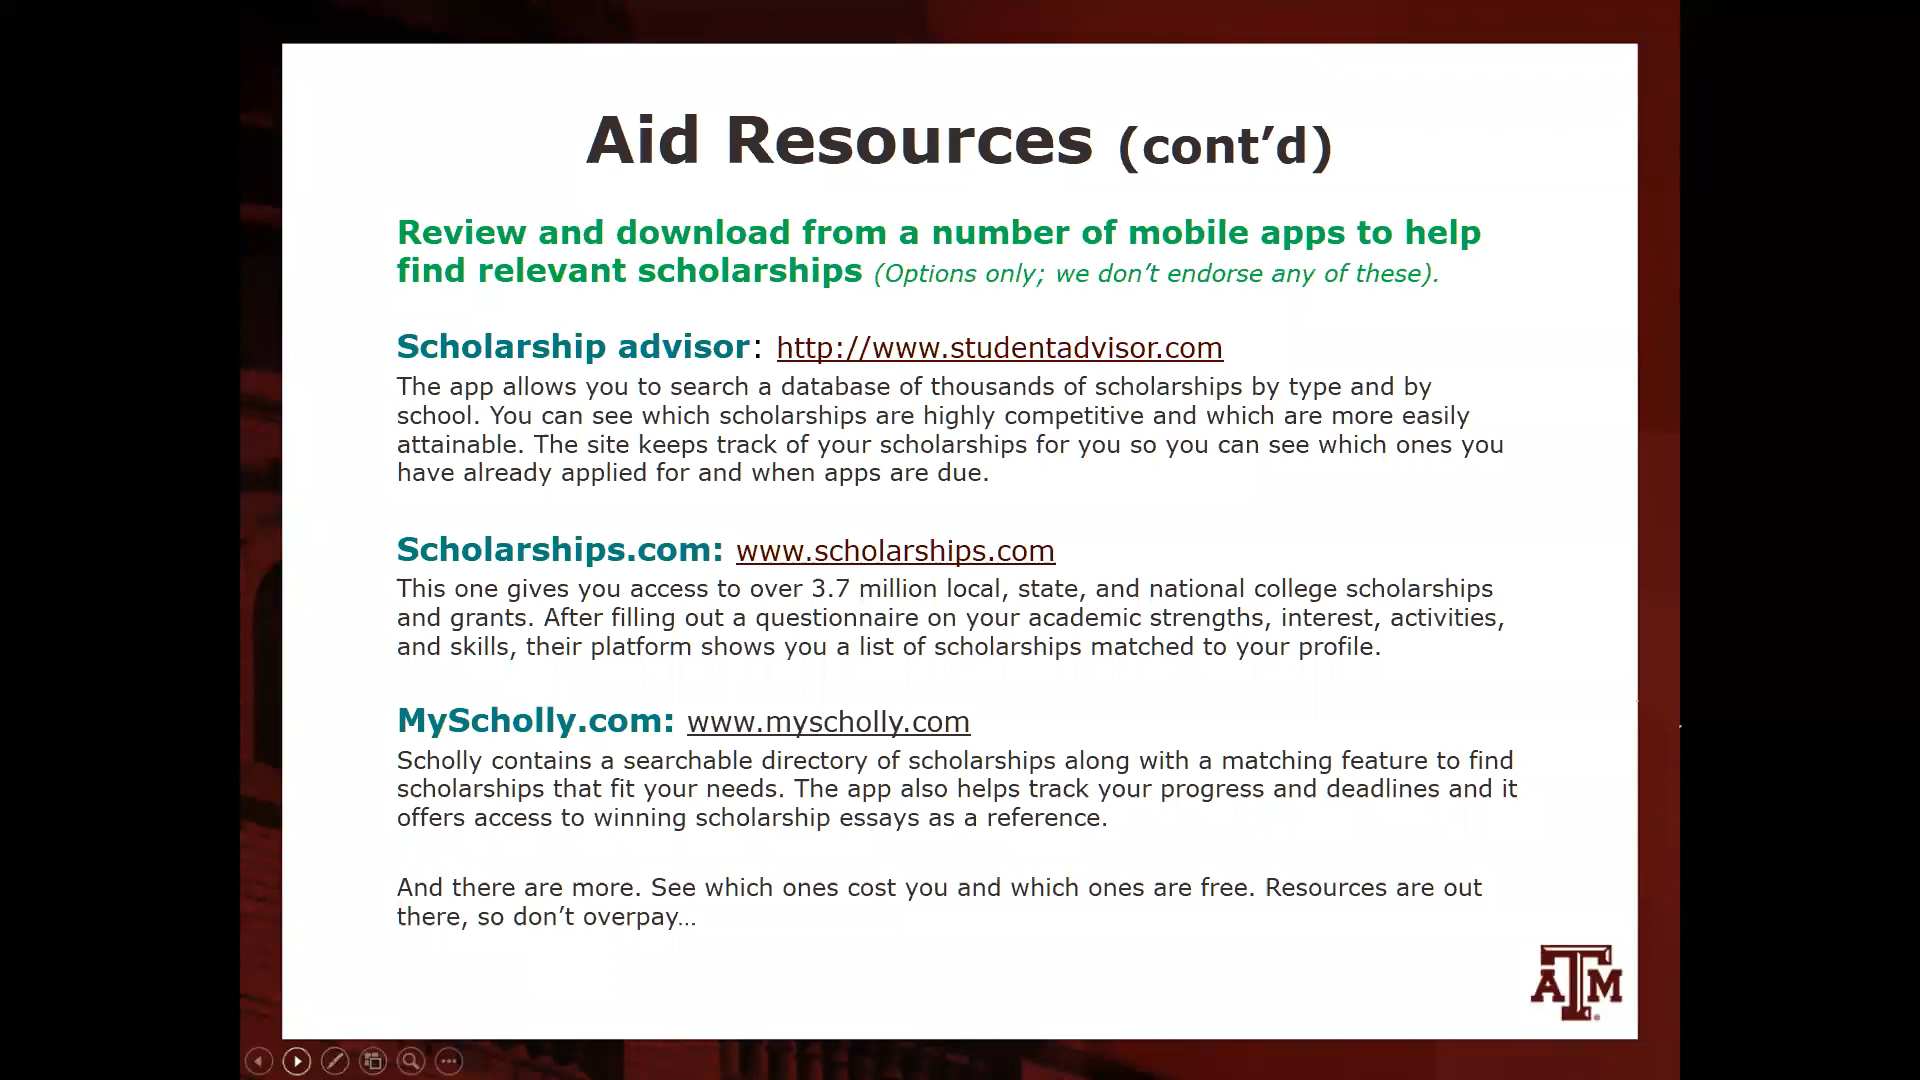 Aid Resources (cont’d)
Review and download from a number of mobile apps to help
find relevant scholarships (Options only; we don’t endorse any of these).
Scholarship advisor: http://www.studentadvisor.com
The app allows you to search a database of thousands of scholarships by type and by
school. You can see which scholarships are highly competitive and which are more easily
attainable. The site keeps track of your scholarships for you so you can see which ones you
have already applied for and when apps are due.
Scholarships.com: www.scholarships.com
This one gives you access to over 3.7 million local, state, and national college scholarships
and grants. After filling out a questionnaire on your academic strengths, interest, activities,
and skills, their platform shows you a list of scholarships matched to your profile.
MyScholly.com: www.myscholly.com
Scholly contains a searchable directory of scholarships along with a matching feature to find
scholarships that fit your needs. The app also helps track your progress and deadlines and it
offers access to winning scholarship essays as a reference.
And there are more. See which ones cost you and which ones are free. Resources are out
there, so don’t overpay…
ATM